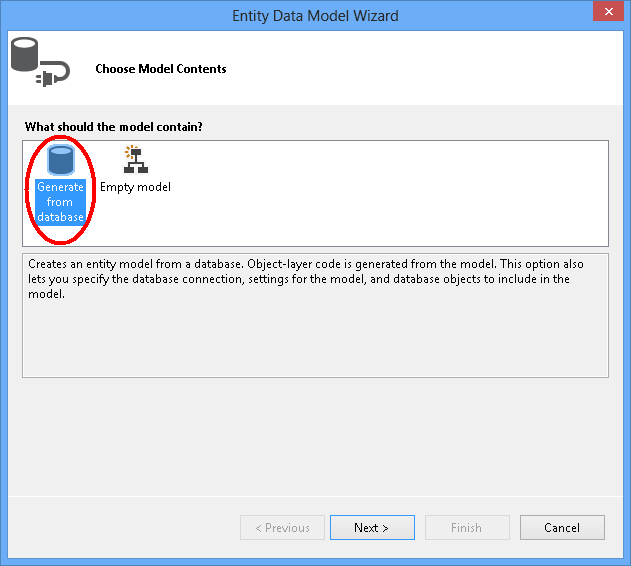 Entity Data Model Wizard
Choose Model Contents
What should the model contain?
Generate
from
database
Empty model
Creates an entity model from a database. Object-layer code is generated from the model. This option also
lets you specify the database connection, settings for the model, and database objects to include in the
model.
< Previous
Next >
Finish
Cancel